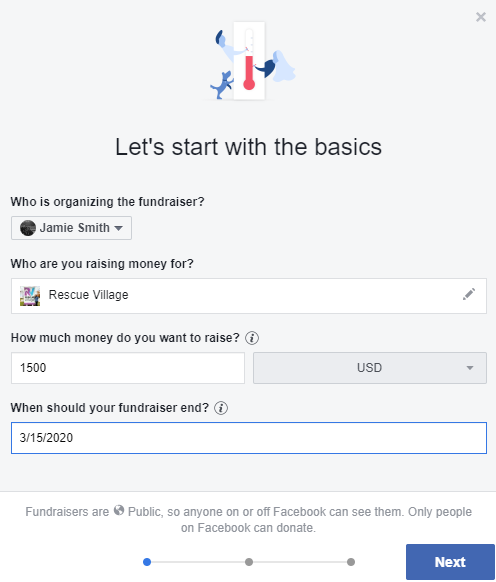 Let's start with the basics
Who is organizing the fundraiser?
Jamie Smith
Who are you raising money for?
Rescue Village
How much money do you want to raise?
1500
USD
When should your fundraiser end?
3/15/2020
Fundraisers are Public, so anyone on or off Facebook can see them. Only people
on Facebook can donate.
Next